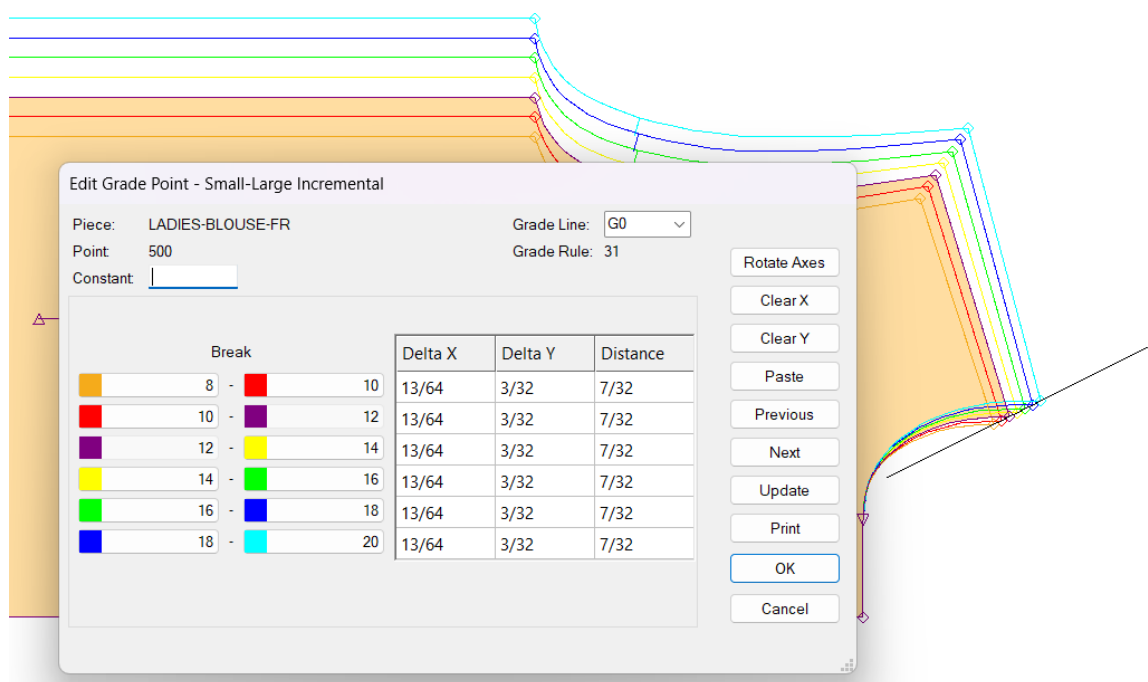 Edit Grade Point - Small-Large Incremental
Piece: LADIES-BLOUSE-FR Grade Line: G0
Point 500 Grade Rule: 31
Constant
Rotate Axes
Clear X
Clear Y
Paste
Previous
Next
Update
Print
OK
Cancel
Break Delta X Delta Y Distance
8 - 10 13/64 3/32 7/32
10 - 12 13/64 3/32 7/32
12 - 14 13/64 3/32 7/32
14 - 16 13/64 3/32 7/32
16 - 18 13/64 3/32 7/32
18 - 20 13/64 3/32 7/32